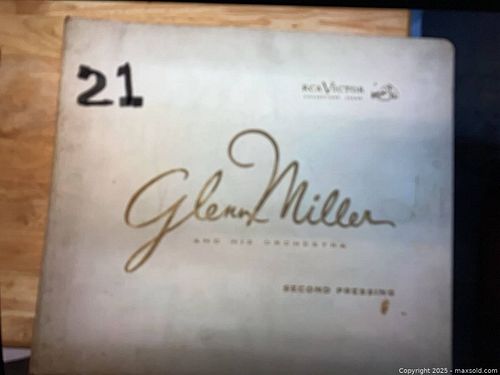 21
RCA VICTOR
Glenn Miller
AND HIS ORCHESTRA
SECOND PRESSING
Copyright 2025 - maxsold.com